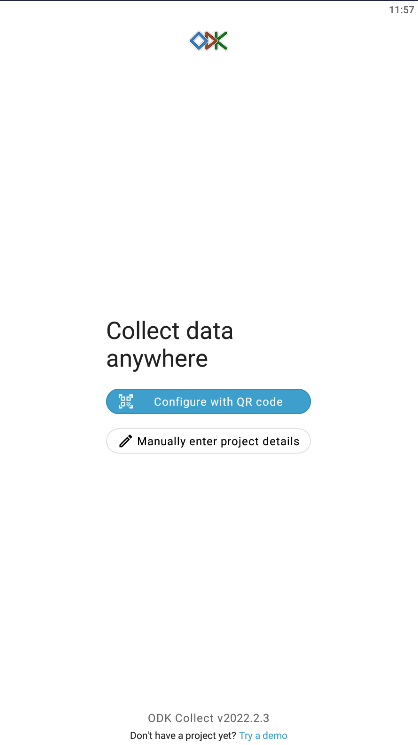 11:57
ODK
Collect data
anywhere
Configure with QR code
Manually enter project details
ODK Collect v2022.2.3
Don't have a project yet? Try a demo